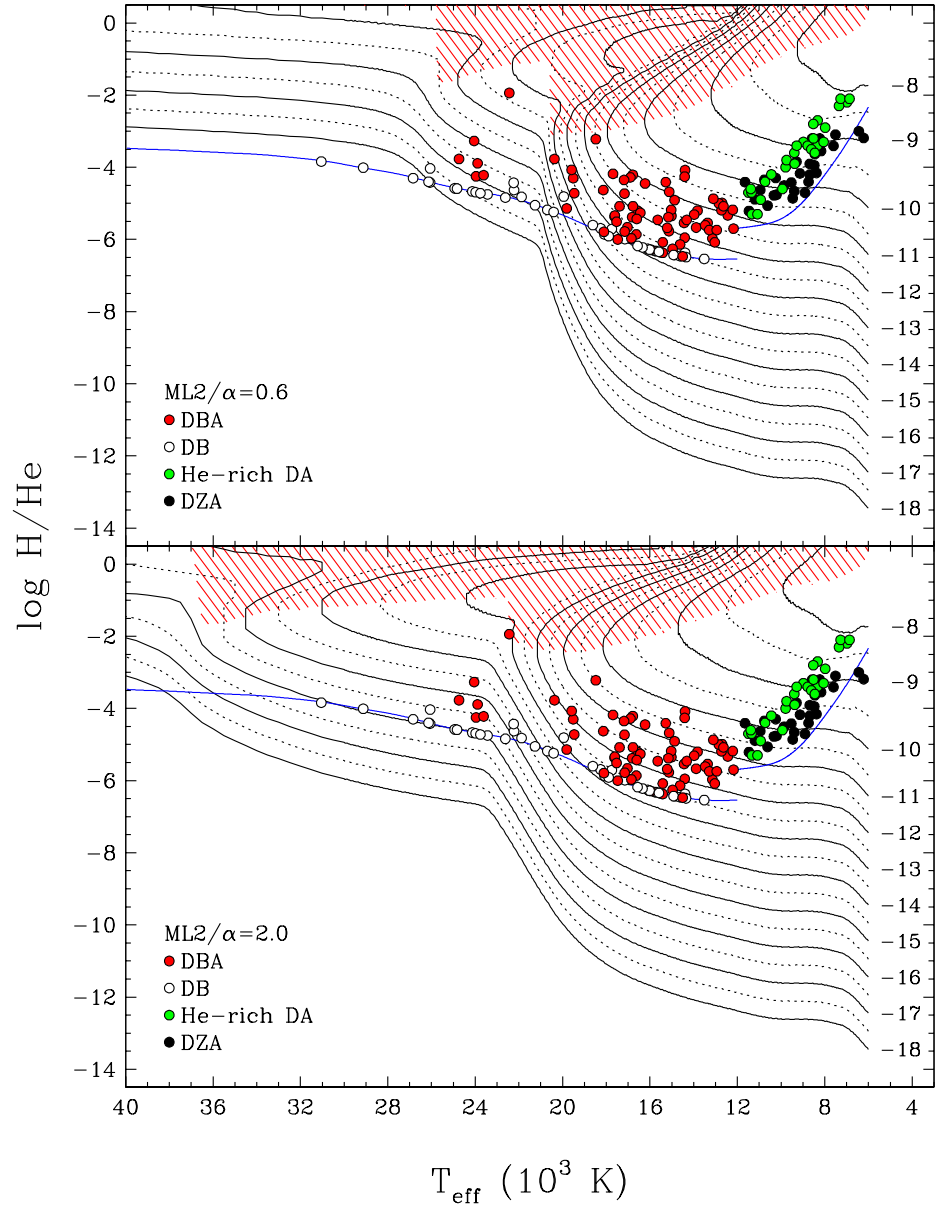 0
−2
−4
−6
−8
−10
−12
−14
−8
−9
−10
−11
−12
−13
−14
−15
−16
−17
−18
ML2/α=0.6
DBA
DB
He−rich DA
DZA
log H/He
0
−2
−4
−6
−8
−10
−12
−14
−8
−9
−10
−11
−12
−13
−14
−15
−16
−17
−18
ML2/α=2.0
DBA
DB
He−rich DA
DZA
40 36 32 28 24 20 16 12 8 4
T_eff (10³ K)